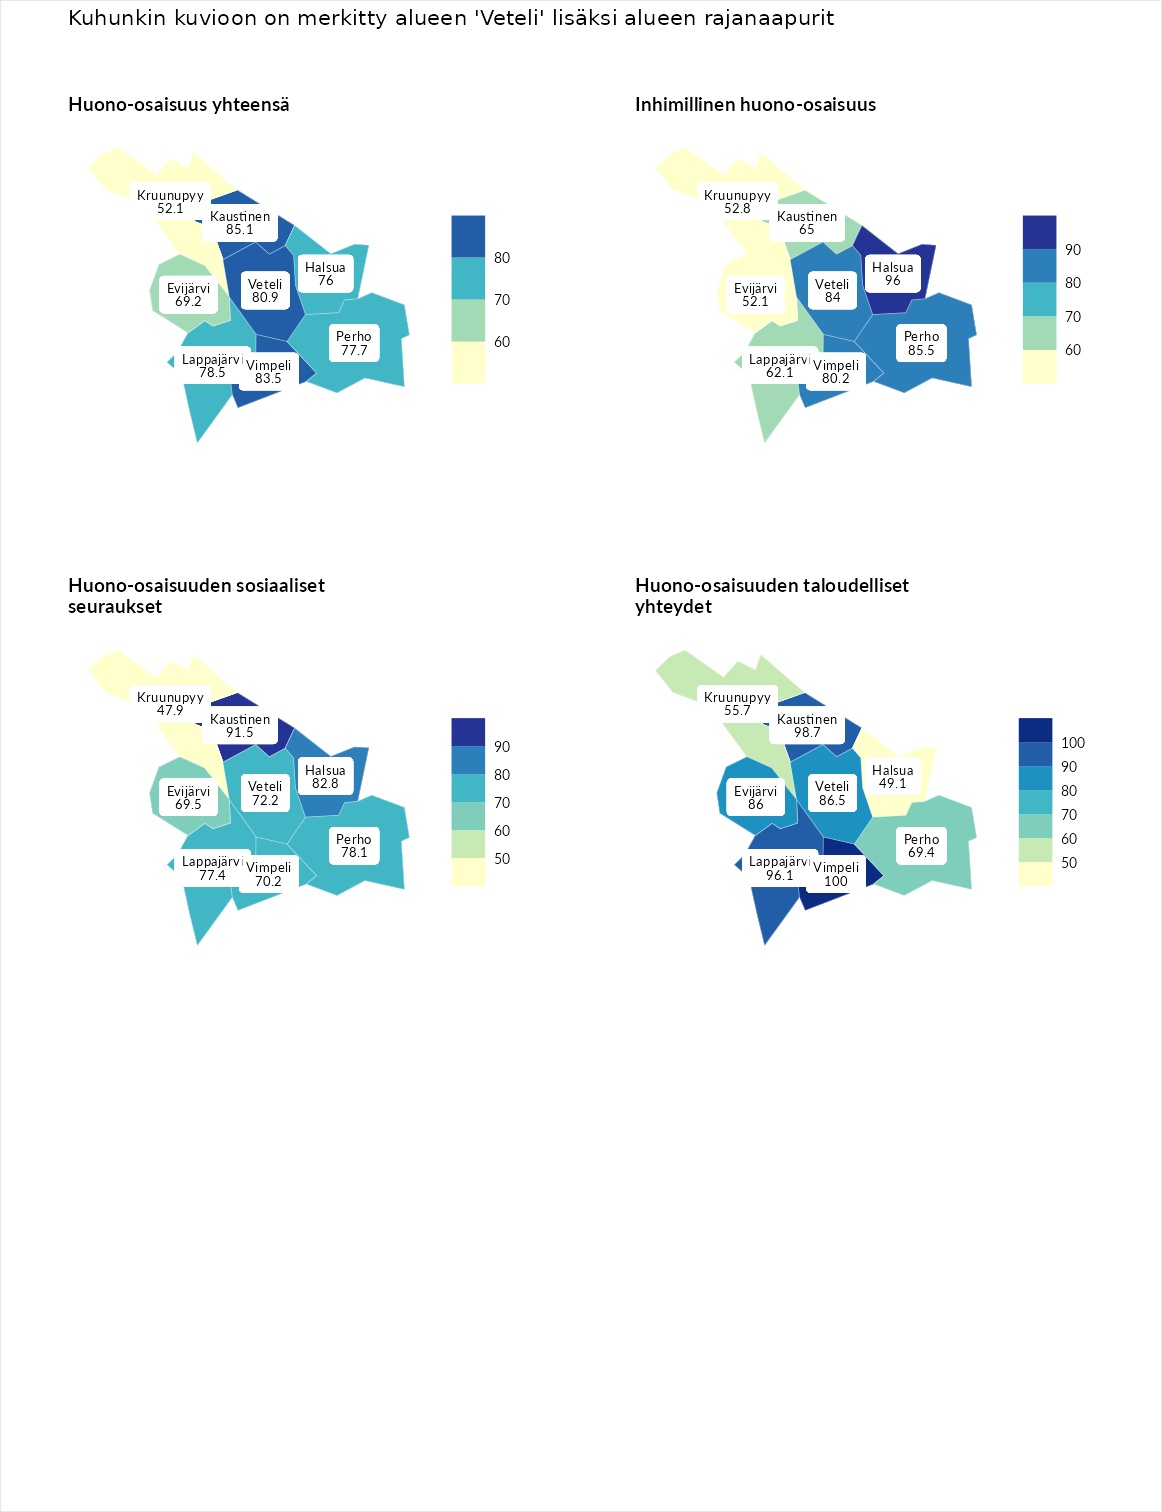 Kuhunkin kuvioon on merkitty alueen 'Veteli' lisäksi alueen rajanaapurit
Huono-osaisuus yhteensä
Kruunupyy
52.1
Kaustinen
85.1
Halsua
76
Veteli
80.9
Evijärvi
69.2
Perho
77.7
Lappajärvi
78.5
Vimpeli
83.5
80
70
60
Inhimillinen huono-osaisuus
Kruunupyy
52.8
Kaustinen
65
Halsua
96
Veteli
84
Evijärvi
52.1
Perho
85.5
Lappajärvi
62.1
Vimpeli
80.2
90
80
70
60
Huono-osaisuuden sosiaaliset
seuraukset
Kruunupyy
47.9
Kaustinen
91.5
Halsua
82.8
Veteli
72.2
Evijärvi
69.5
Perho
78.1
Lappajärvi
77.4
Vimpeli
70.2
90
80
70
60
50
Huono-osaisuuden taloudelliset
yhteydet
Kruunupyy
55.7
Kaustinen
98.7
Halsua
49.1
Veteli
86.5
Evijärvi
86
Perho
69.4
Lappajärvi
96.1
Vimpeli
100
100
90
80
70
60
50